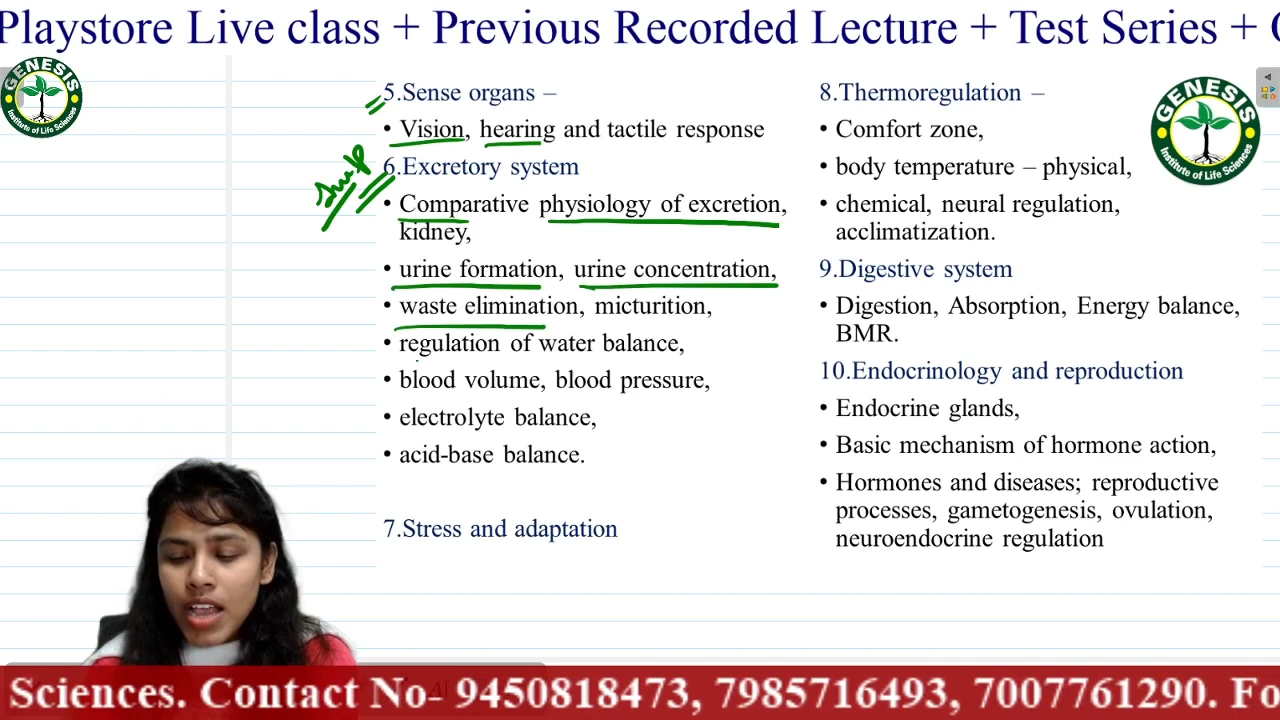 Playstore Live class + Previous Recorded Lecture + Test Series +
GENESIS
Institute of Life Sciences
5.Sense organs –
• Vision, hearing and tactile response
6.Excretory system
• Comparative physiology of excretion,
kidney,
• urine formation, urine concentration,
• waste elimination, micturition,
• regulation of water balance,
• blood volume, blood pressure,
• electrolyte balance,
• acid-base balance.
7.Stress and adaptation
8.Thermoregulation –
• Comfort zone,
• body temperature – physical,
• chemical, neural regulation,
acclimatization.
9.Digestive system
• Digestion, Absorption, Energy balance,
BMR.
10.Endocrinology and reproduction
• Endocrine glands,
• Basic mechanism of hormone action,
• Hormones and diseases; reproductive
processes, gametogenesis, ovulation,
neuroendocrine regulation
GENESIS
Institute of Life Sciences
Sciences. Contact No- 9450818473, 7985716493, 7007761290. Fo